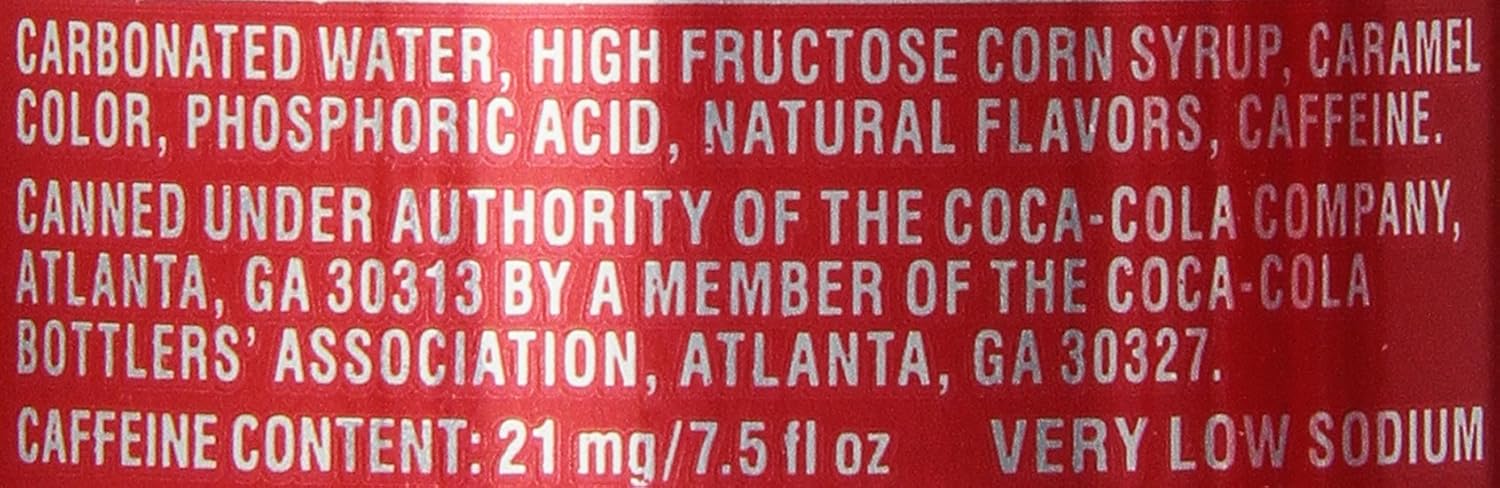 CARBONATED WATER, HIGH FRUCTOSE CORN SYRUP, CARAMEL
COLOR, PHOSPHORIC ACID, NATURAL FLAVORS, CAFFEINE.
CANNED UNDER AUTHORITY OF THE COCA-COLA COMPANY,
ATLANTA, GA 30313 BY A MEMBER OF THE COCA-COLA
BOTTLERS’ ASSOCIATION, ATLANTA, GA 30327.
CAFFEINE CONTENT: 21 mg/7.5 fl oz VERY LOW SODIUM